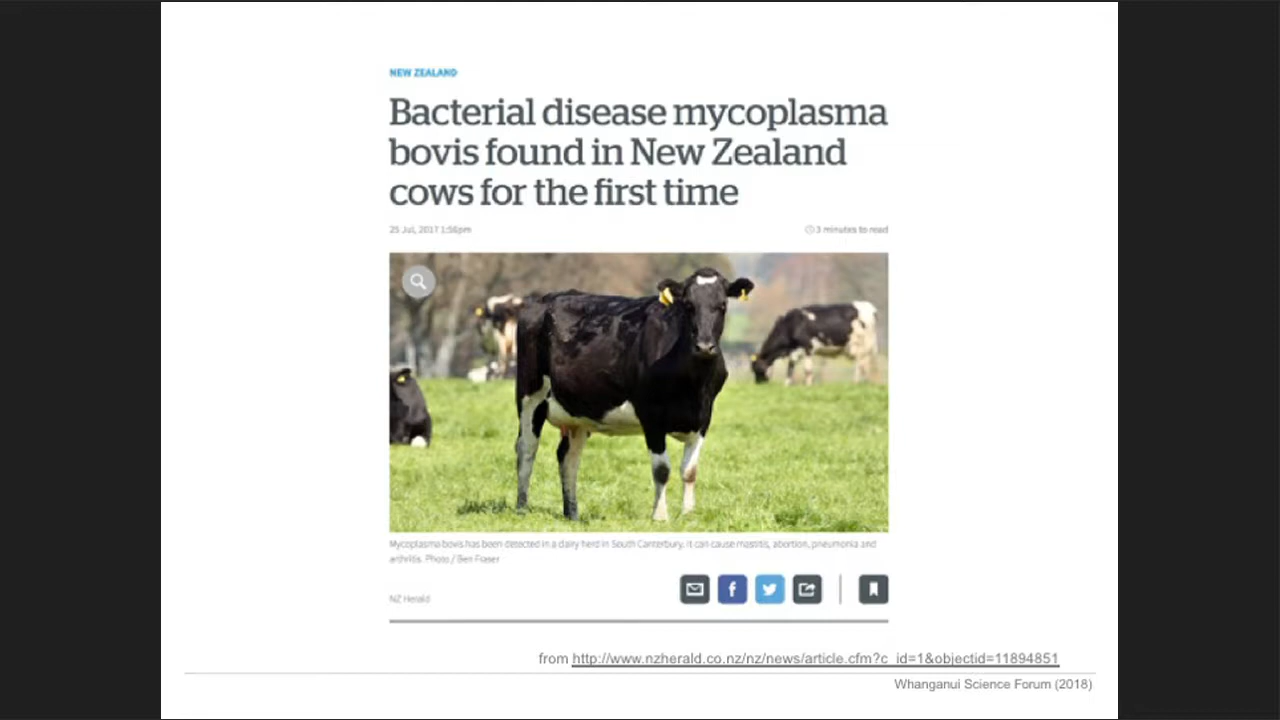 NEW ZEALAND
Bacterial disease mycoplasma
bovis found in New Zealand
cows for the first time
25 Jul, 2017 1:56pm
3 minutes to read
Mycoplasma bovis has been detected in a dairy herd in South Canterbury. It can cause mastitis, abortion, pneumonia and
arthritis. Photo / Ben Fraser
NZ Herald
from http://www.nzherald.co.nz/nz/news/article.cfm?c_id=1&objectid=11894851
Whanganui Science Forum (2018)